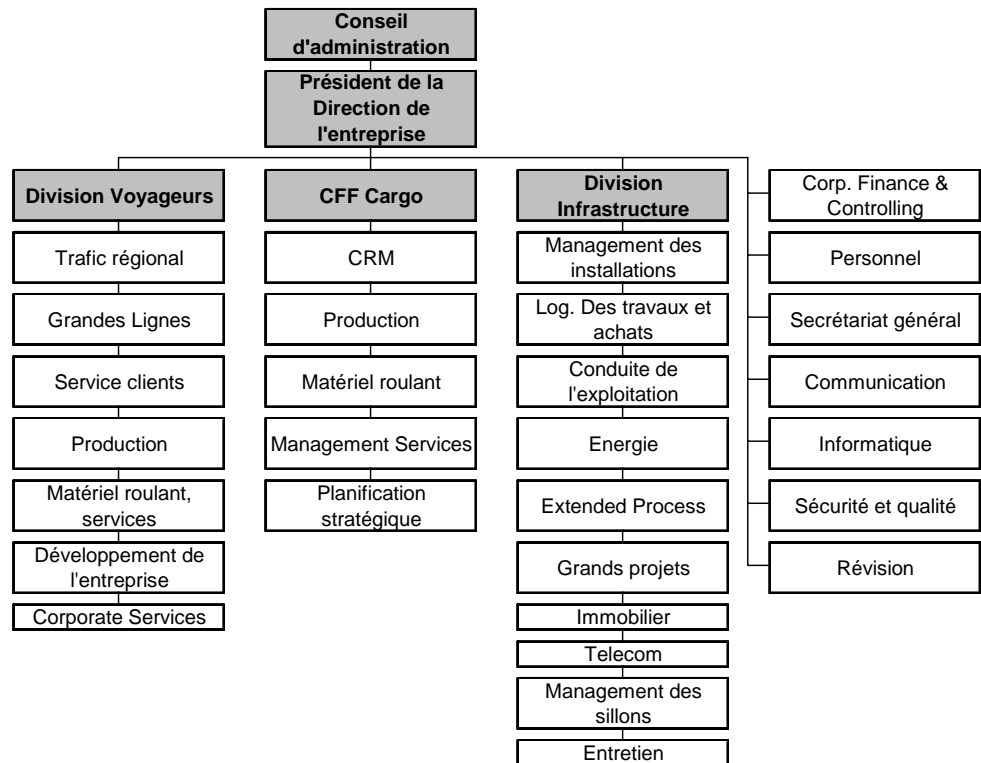 Conseil
d'administration
Président de la
Direction de
l'entreprise
Division Voyageurs
Trafic régional
Grandes Lignes
Service clients
Production
Matériel roulant,
services
Développement de
l'entreprise
Corporate Services
CFF Cargo
CRM
Production
Matériel roulant
Management Services
Planification
stratégique
Division
Infrastructure
Management des
installations
Log. Des travaux et
achats
Conduite de
l'exploitation
Energie
Extended Process
Grands projets
Immobilier
Telecom
Management des
sillons
Entretien
Corp. Finance &
Controlling
Personnel
Secrétariat général
Communication
Informatique
Sécurité et qualité
Révision